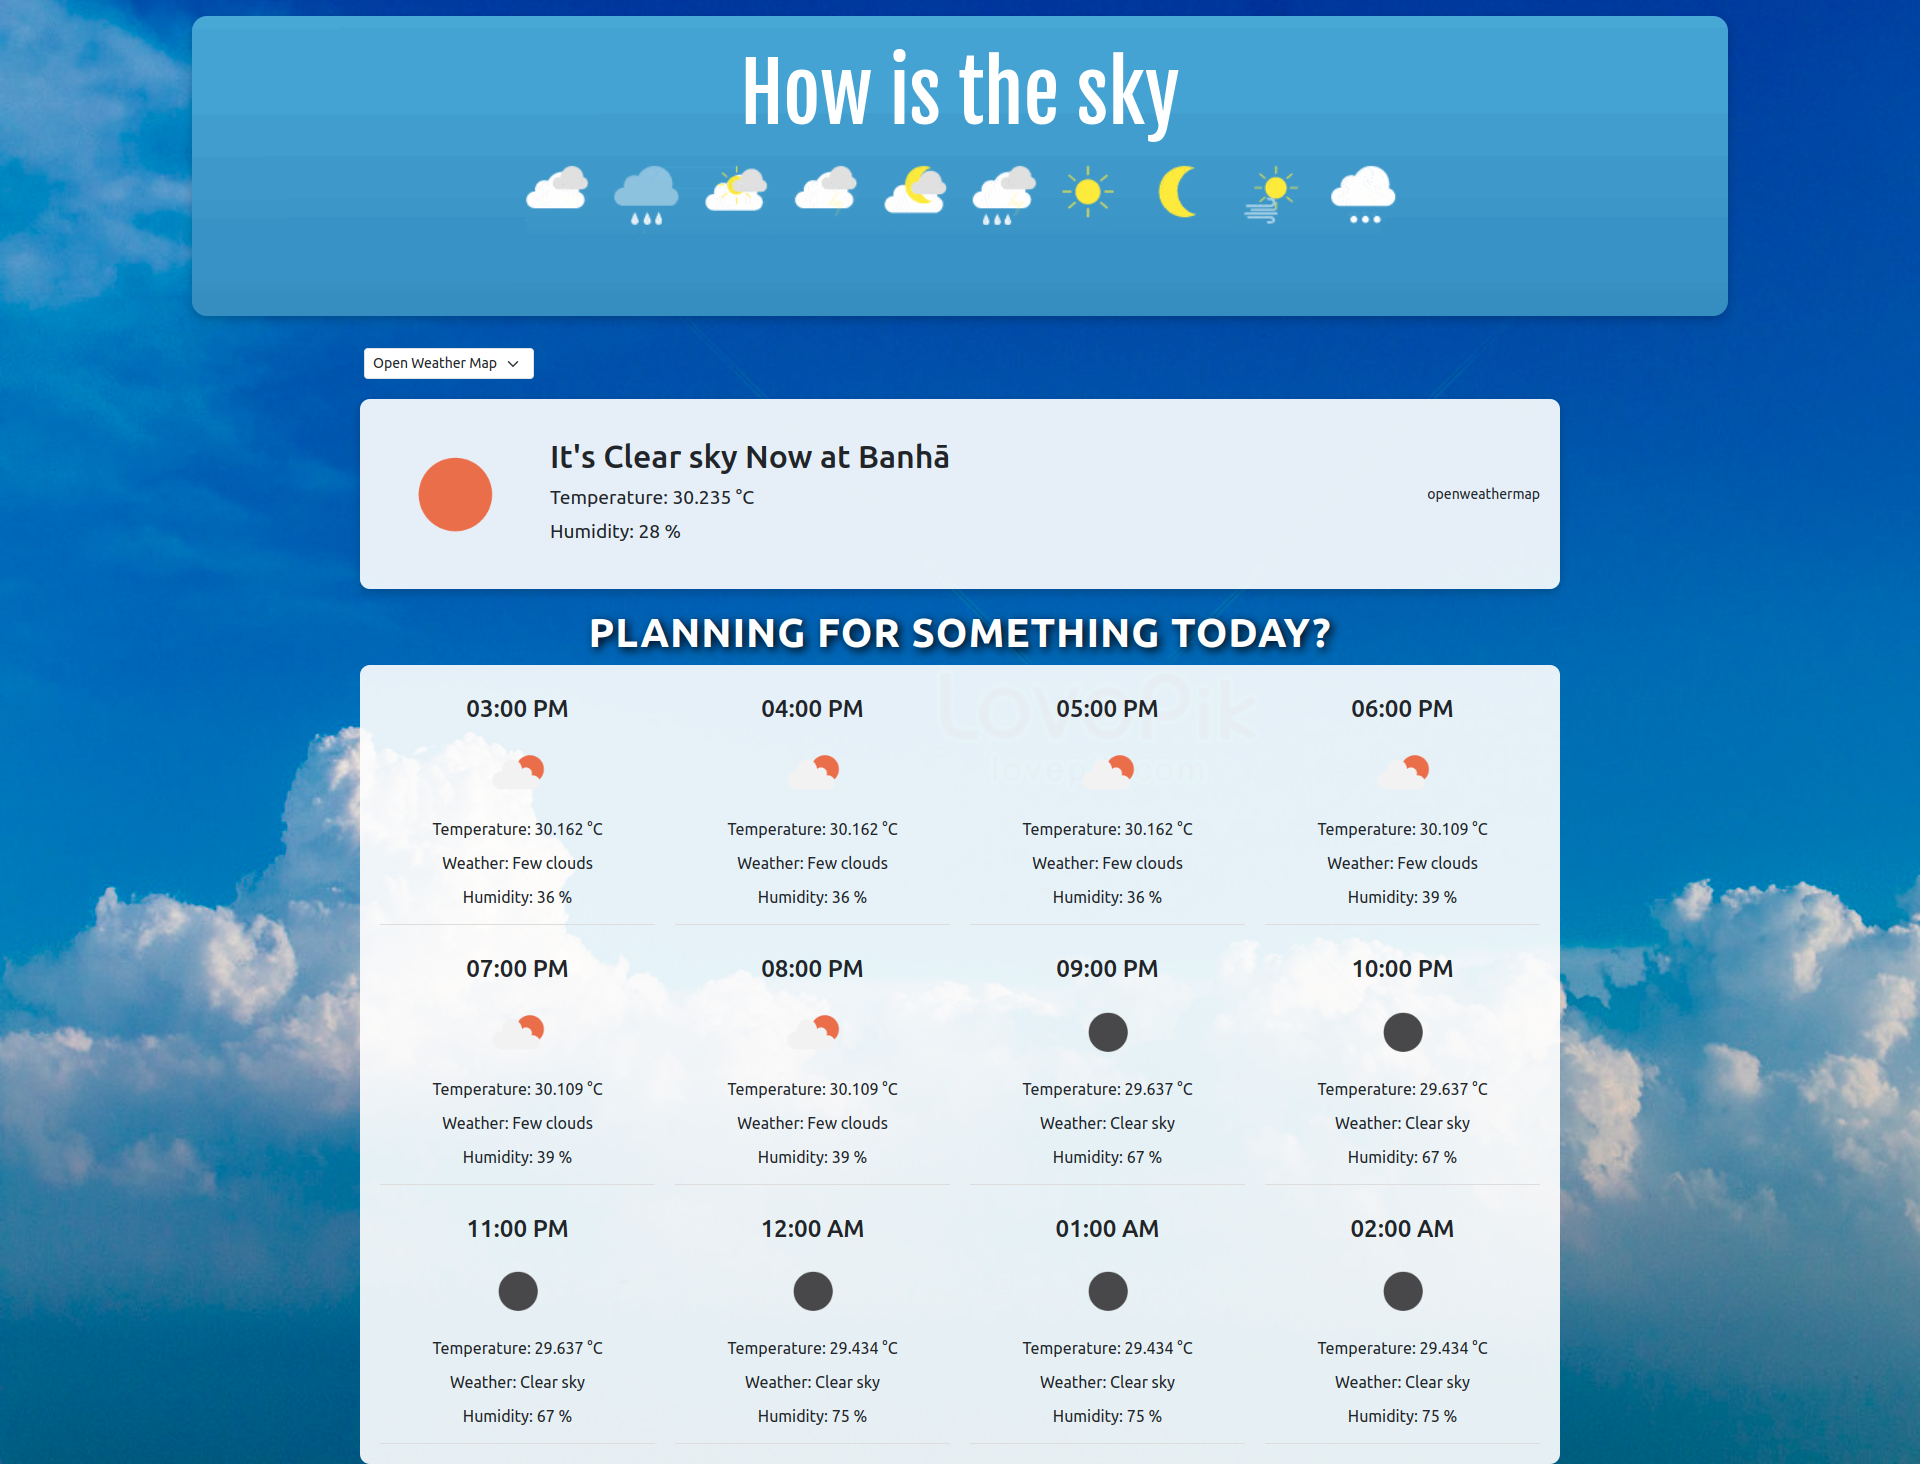 How is the sky
Open Weather Map
It's Clear sky Now at Banhā
Temperature: 30.235 °C
openweathermap
Humidity: 28 %
PLANNING FOR SOMETHING TODAY?
LovePik
03:00 PM 04:00 PM 05:00 PM 06:00 PM
lovepik.com
Temperature: 30.162 °C Temperature: 30.162 °C Temperature: 30.162 °C Temperature: 30.109 °C
Weather: Few clouds Weather: Few clouds Weather: Few clouds Weather: Few clouds
Humidity: 36 % Humidity: 36 % Humidity: 36 % Humidity: 39 %
07:00 PM 08:00 PM 09:00 PM 10:00 PM
Temperature: 30.109 °C Temperature: 30.109 °C Temperature: 29.637 °C Temperature: 29.637 °C
Weather: Few clouds Weather: Few clouds Weather: Clear sky Weather: Clear sky
Humidity: 39 % Humidity: 39 % Humidity: 67 % Humidity: 67 %
11:00 PM 12:00 AM 01:00 AM 02:00 AM
Temperature: 29.637 °C Temperature: 29.434 °C Temperature: 29.434 °C Temperature: 29.434 °C
Weather: Clear sky Weather: Clear sky Weather: Clear sky Weather: Clear sky
Humidity: 67 % Humidity: 75 % Humidity: 75 % Humidity: 75 %